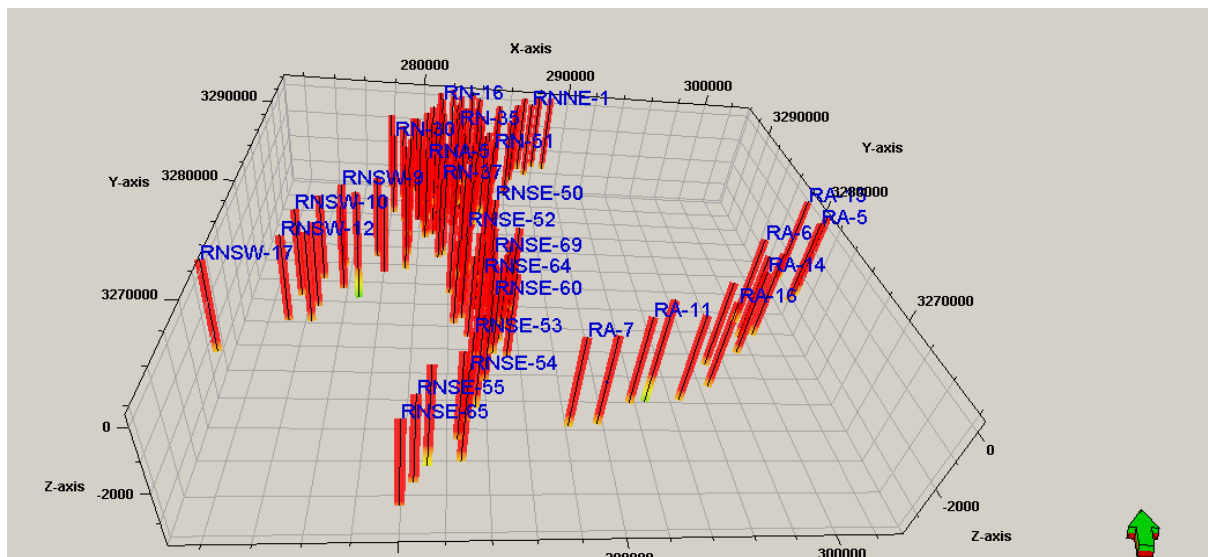 X-axis
280000
290000
300000
3290000
RN-16
RNNE-1
3290000
RN-30
RN-35
RN-51
Y-axis
RNA-5
Y-axis
3280000
RNSW-9
RN-37
RNSE-50
3280000
RA-15
RNSW-10
RA-5
RNSW-12
RNSE-52
RA-6
RNSW-17
RNSE-69
RNSE-64
RA-14
3270000
RNSE-60
RA-16
3270000
RNSE-53
RA-7
RA-11
RNSE-54
RNSE-55
RNSE-65
0
0
Z-axis
-2000
-2000
Z-axis
300000